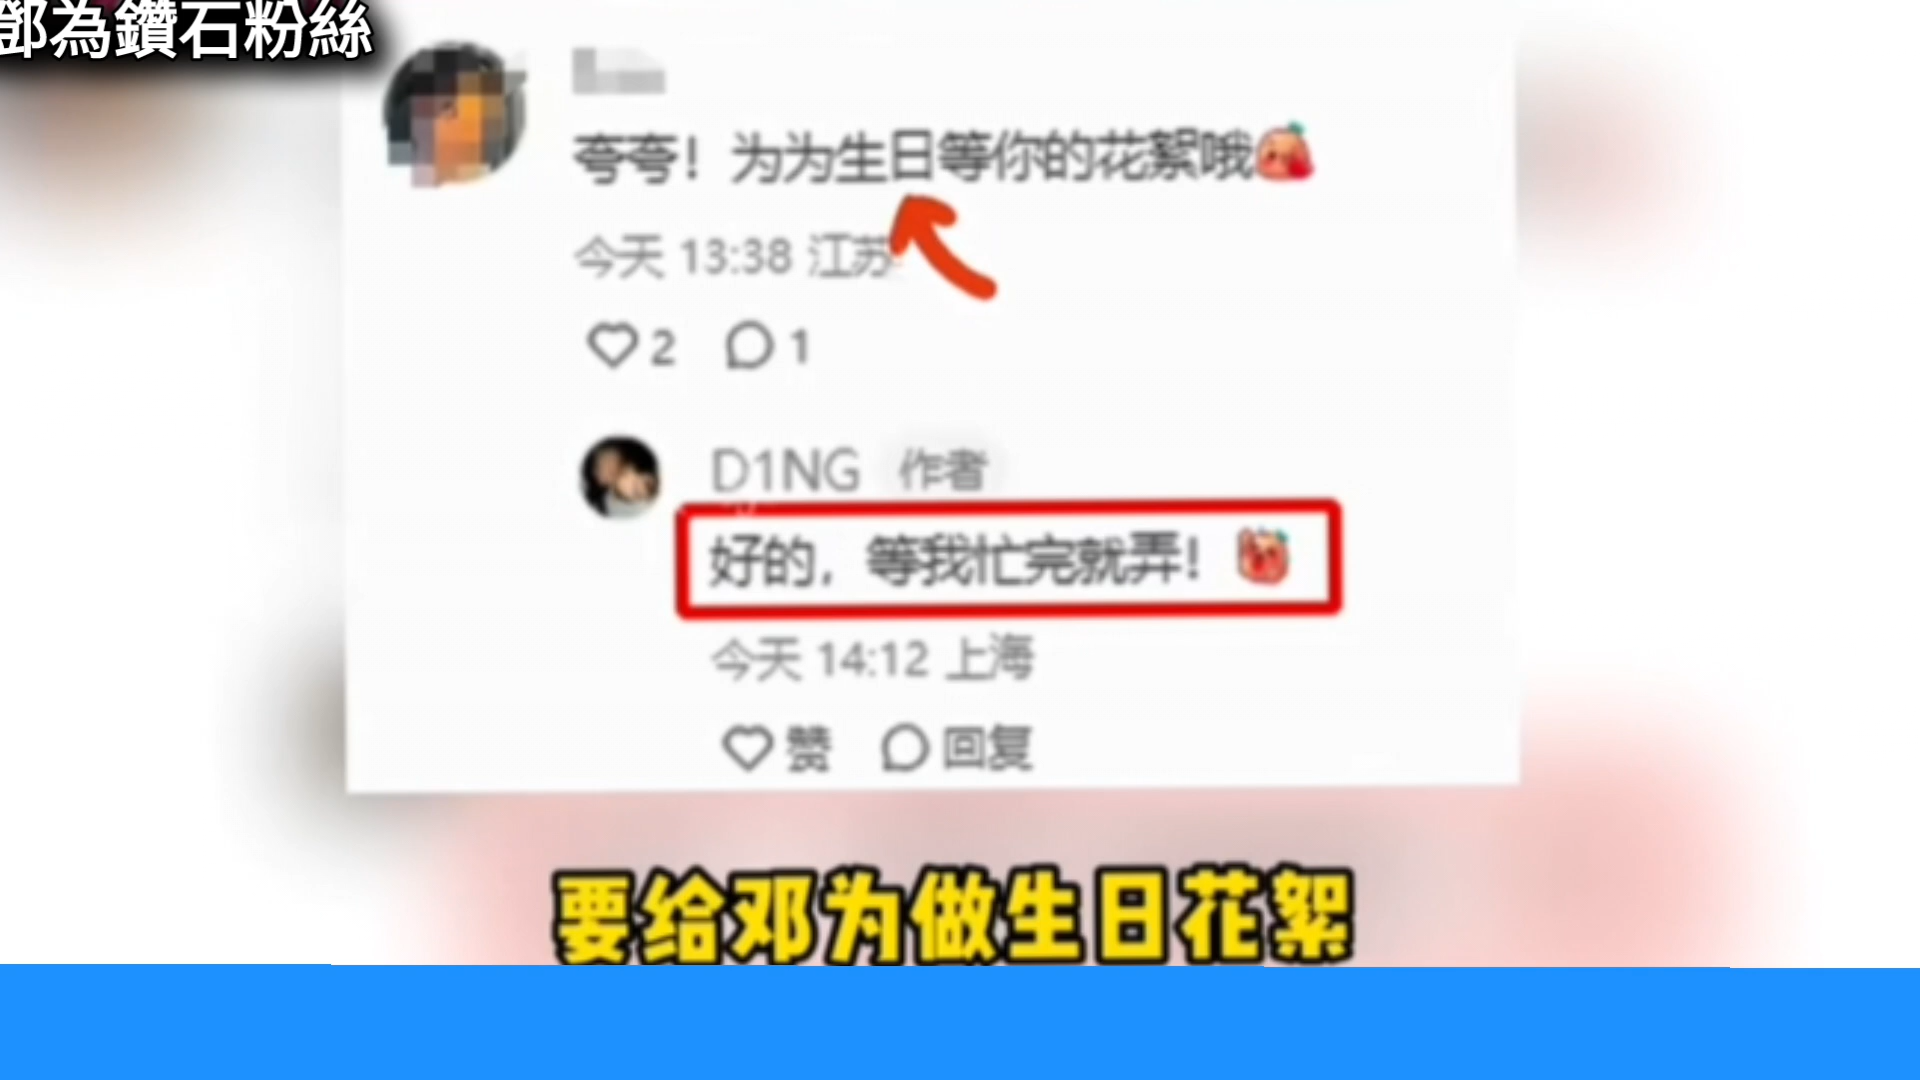 鄧為鑽石粉絲
夸夸！为为生日等你的花絮哦
今天 13:38 江苏
2 1
D1NG 作者
好的，等我忙完就弄！
今天 14:12 上海
赞 回复
要给邓为做生日花絮